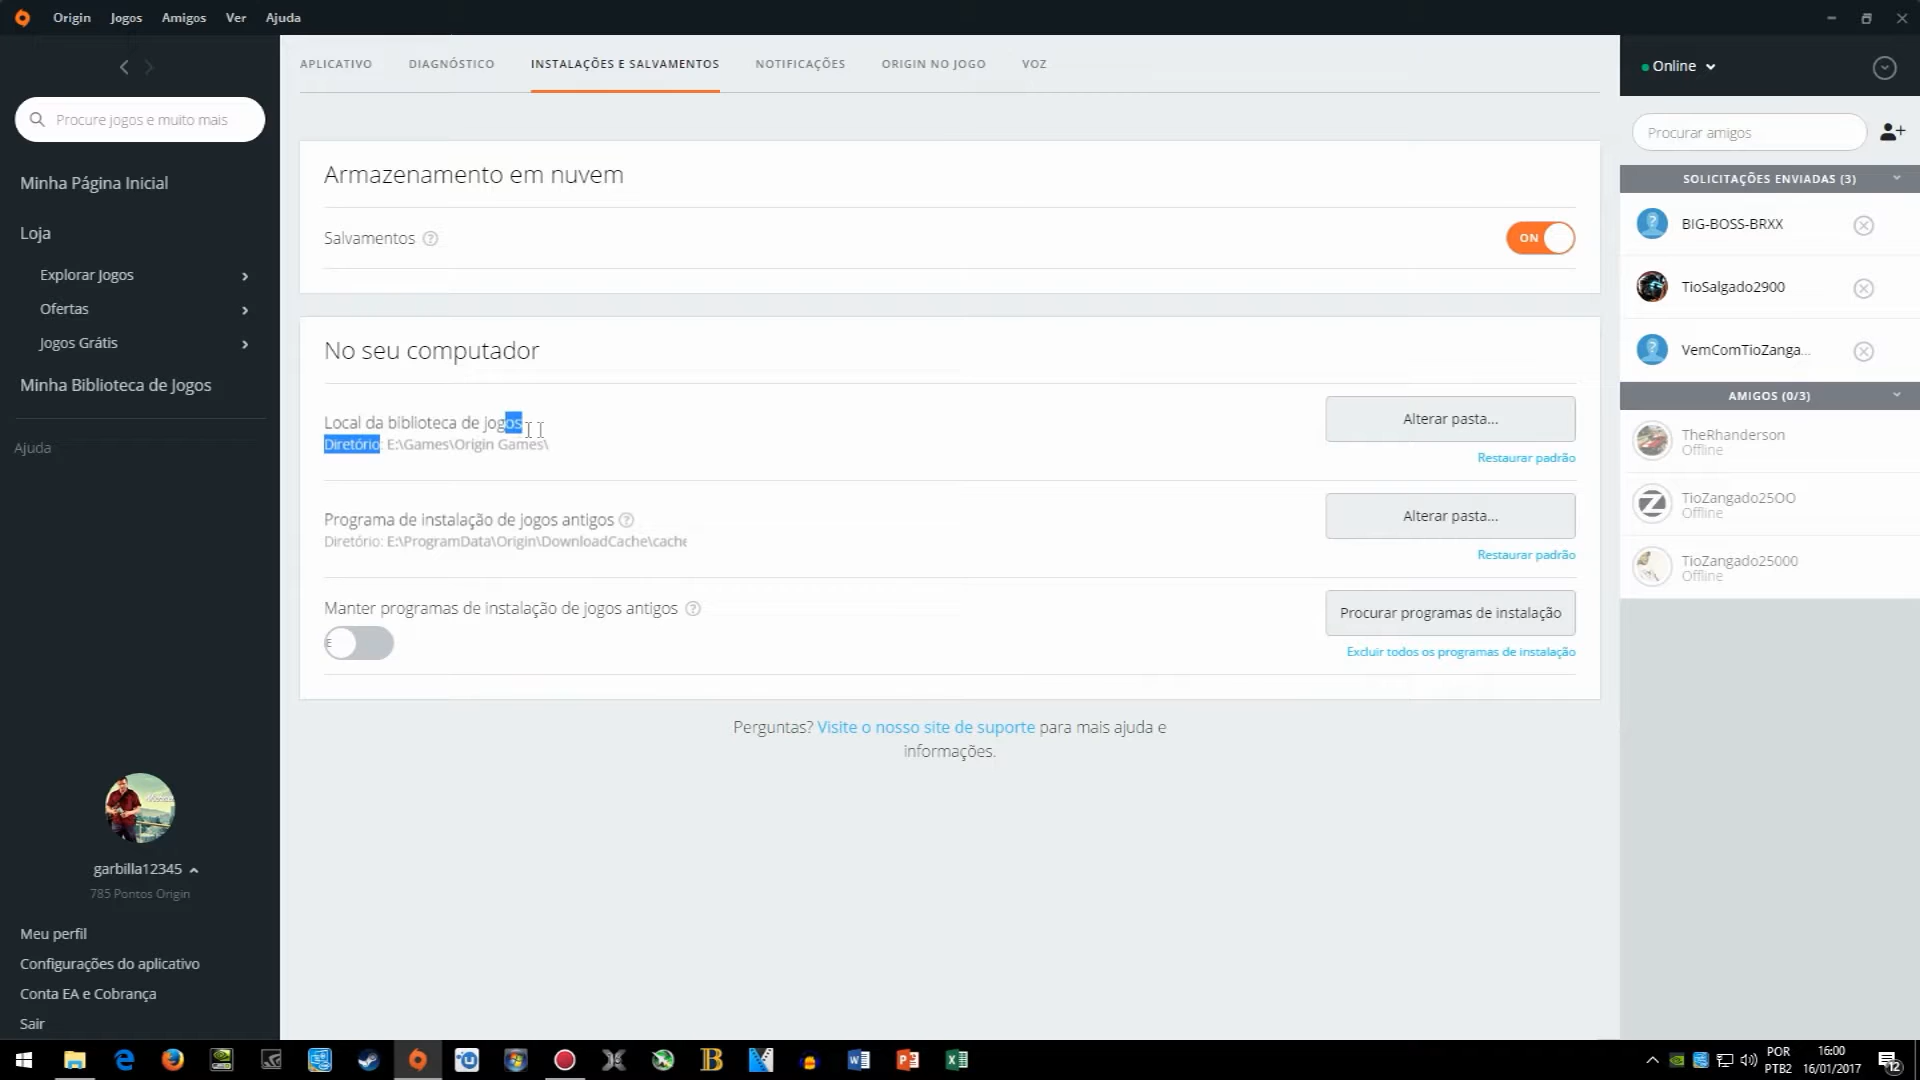 Origin Jogos Amigos Ver Ajuda
Procure jogos e muito mais
Minha Página Inicial
Loja
Explorar Jogos
Ofertas
Jogos Grátis
Minha Biblioteca de Jogos
Ajuda
garbilla12345
785 Pontos Origin
Meu perfil
Configurações do aplicativo
Conta EA e Cobrança
Sair
APLICATIVO DIAGNÓSTICO INSTALAÇÕES E SALVAMENTOS NOTIFICAÇÕES ORIGIN NO JOGO VOZ
Armazenamento em nuvem
Salvamentos ?
ON
No seu computador
Local da biblioteca de jogos
Diretório: E:\Games\Origin Games\
Alterar pasta...
Restaurar padrão
Programa de instalação de jogos antigos ?
Diretório: E:\ProgramData\Origin\DownloadCache\cache
Alterar pasta...
Restaurar padrão
Manter programas de instalação de jogos antigos ?
Procurar programas de instalação
Excluir todos os programas de instalação
Perguntas? Visite o nosso site de suporte para mais ajuda e
informações.
Online
Procurar amigos
SOLICITAÇÕES ENVIADAS (3)
BIG-BOSS-BRXX
TioSalgado2900
VemComTioZanga...
AMIGOS (0/3)
TheRhanderson
Offline
TioZangado25OO
Offline
TioZangado25000
Offline
POR
PTB2
16:00
16/01/2017
12